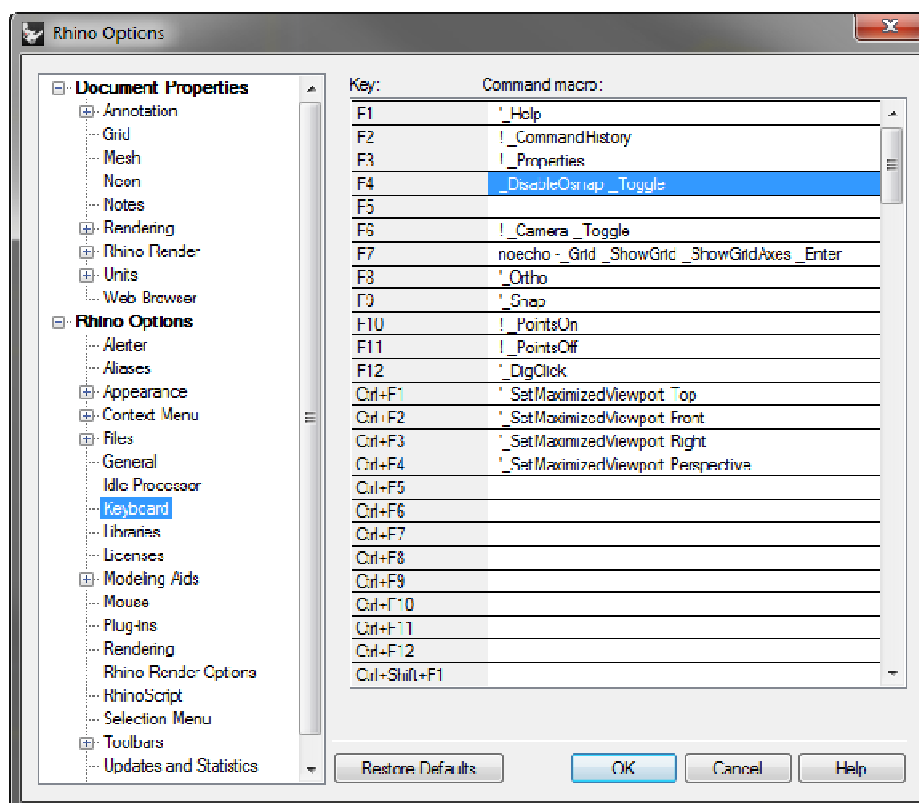 Rhino Options
Document Properties
Annotation
Grid
Mesh
Neon
Notes
Rendering
Rhino Render
Units
Web Browser
Rhino Options
Alerter
Aliases
Appearance
Context Menu
Files
General
Idle Processor
Keyboard
Libraries
Licenses
Modeling Aids
Mouse
Plug-ins
Rendering
Rhino Render Options
RhinoScript
Selection Menu
Toolbars
Updates and Statistics
Key: Command macro:
F1 '_Help
F2 !_CommandHistory
F3 !_Properties
F4 _DisableOsnap _Toggle
F5
F6 !_Camera _Toggle
F7 noecho -_Grid _ShowGrid _ShowGridAxes _Enter
F8 '_Ortho
F9 '_Snap
F10 !_PointsOn
F11 !_PointsOff
F12 '_DigClick
Ctrl+F1 '_SetMaximizedViewport Top
Ctrl+F2 '_SetMaximizedViewport Front
Ctrl+F3 '_SetMaximizedViewport Right
Ctrl+F4 '_SetMaximizedViewport Perspective
Ctrl+F5
Ctrl+F6
Ctrl+F7
Ctrl+F8
Ctrl+F9
Ctrl+F10
Ctrl+F11
Ctrl+F12
Ctrl+Shift+F1
Restore Defaults OK Cancel Help